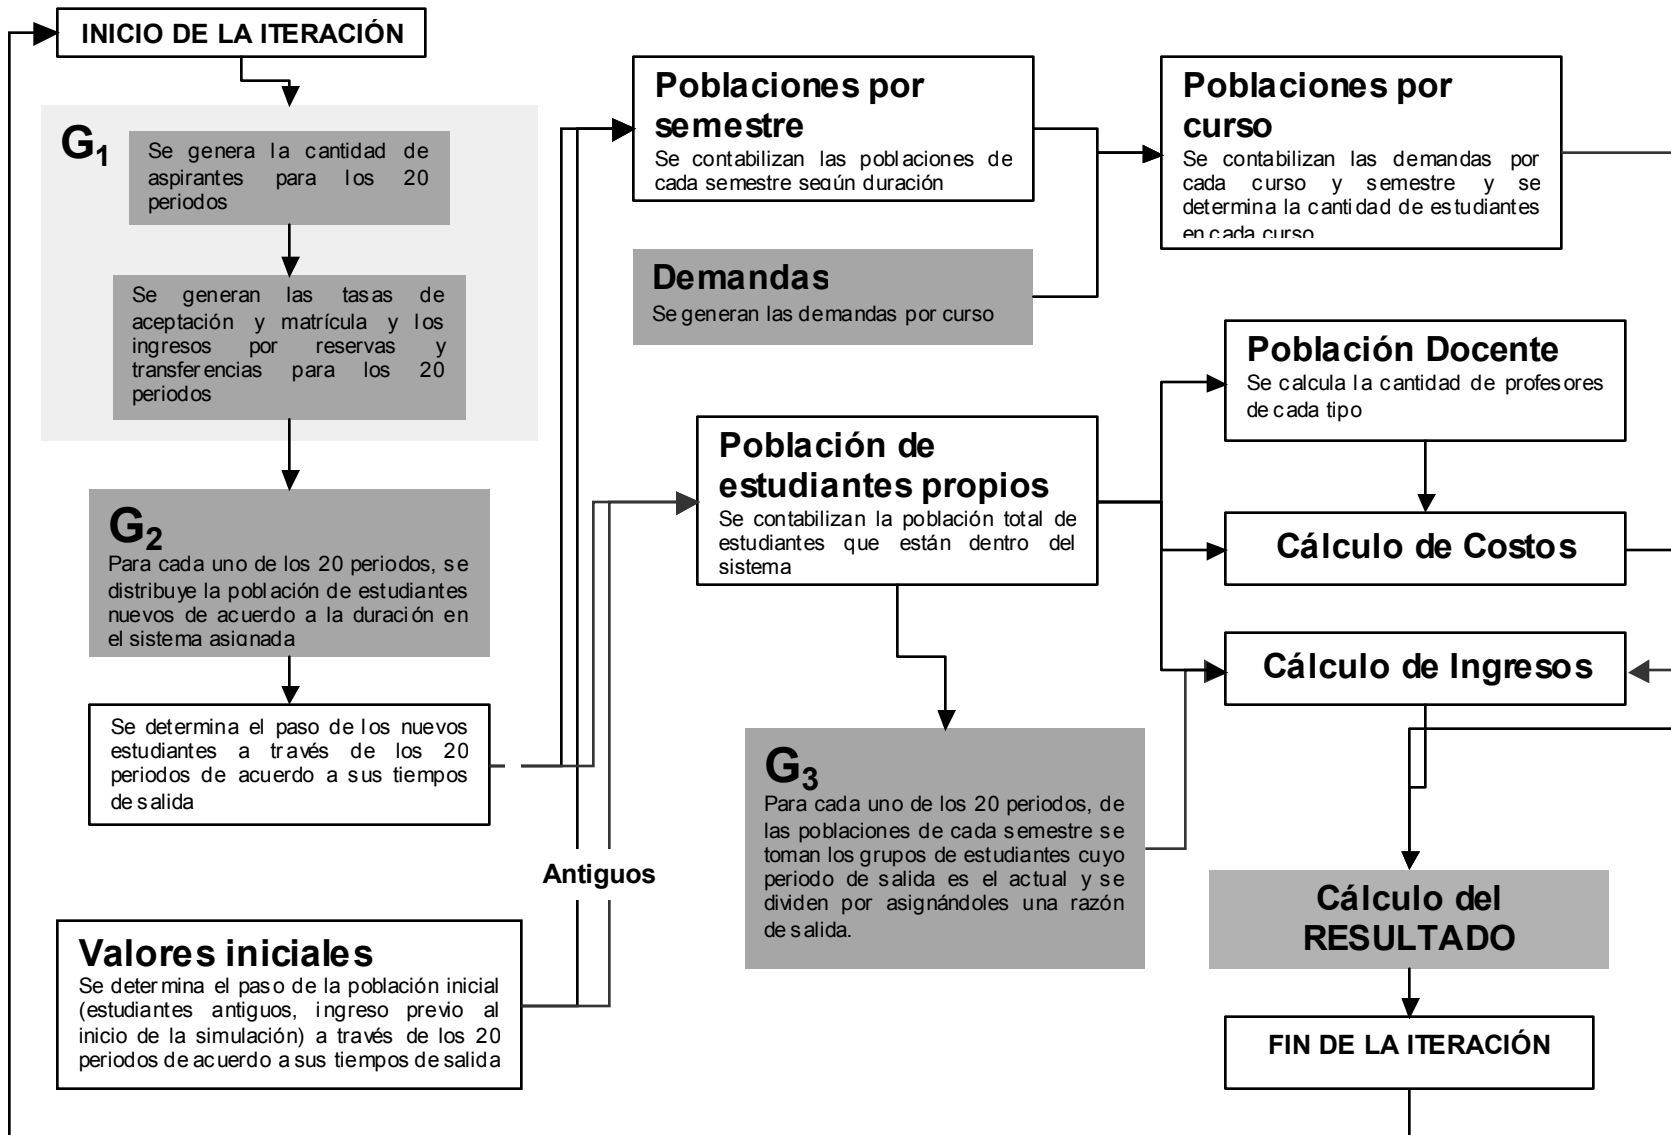 INICIO DE LA ITERACIÓN
G1
Se genera la cantidad de
aspirantes para los 20
periodos
Se generan las tasas de
aceptación y matrícula y los
ingresos por reservas y
transferencias para los 20
periodos
G2
Para cada uno de los 20 periodos, se
distribuye la población de estudiantes
nuevos de acuerdo a la duración en
el sistema asignada
Se determina el paso de los nuevos
estudiantes a través de los 20
periodos de acuerdo a sus tiempos
de salida
Antiguos
Valores iniciales
Se determina el paso de la población inicial
(estudiantes antiguos, ingreso previo al
inicio de la simulación) a través de los 20
periodos de acuerdo a sus tiempos de salida
Poblaciones por
semestre
Se contabilizan las poblaciones de
cada semestre según duración
Demandas
Se generan las demandas por curso
Poblaciones por
curso
Se contabilizan las demandas por
cada curso y semestre y se
determina la cantidad de estudiantes
en cada curso
Población de
estudiantes propios
Se contabilizan la población total de
estudiantes que están dentro del
sistema
G3
Para cada uno de los 20 periodos, de
las poblaciones de cada semestre se
toman los grupos de estudiantes cuyo
periodo de salida es el actual y se
dividen por asignándoles una razón
de salida.
Población Docente
Se calcula la cantidad de profesores
de cada tipo
Cálculo de Costos
Cálculo de Ingresos
Cálculo del
RESULTADO
FIN DE LA ITERACIÓN